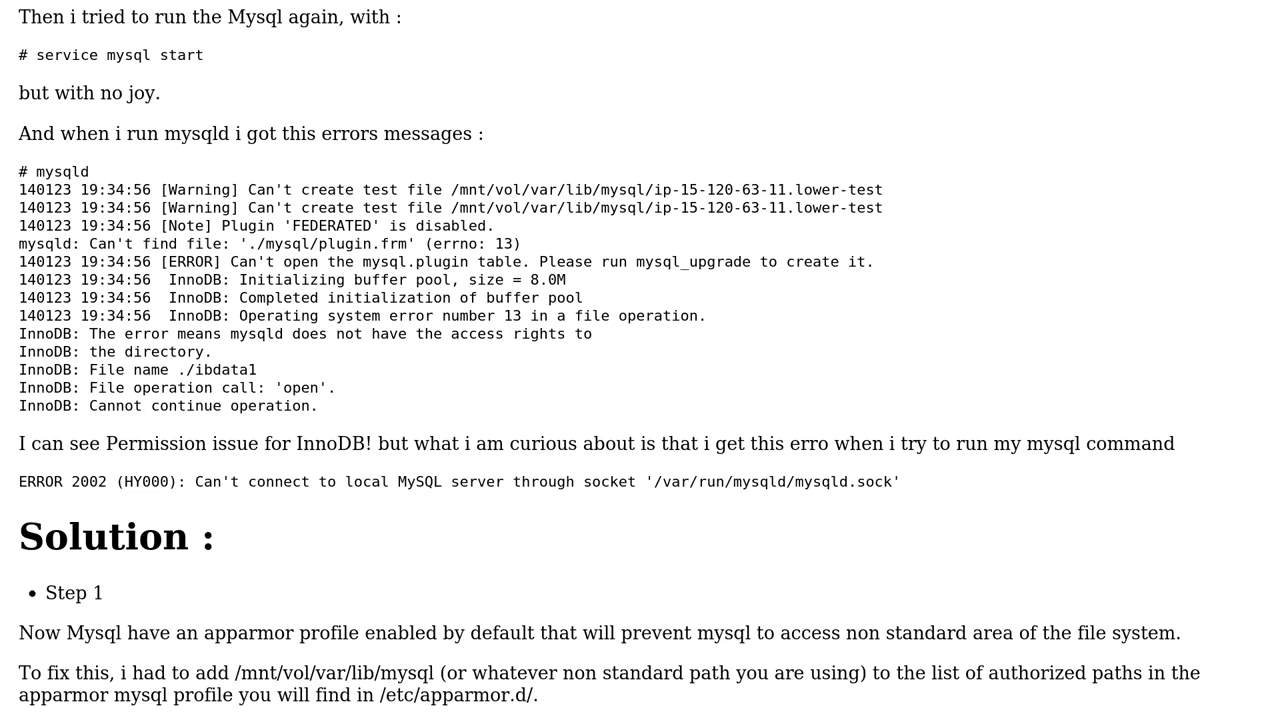 Then i tried to run the Mysql again, with :
# service mysql start
but with no joy.
And when i run mysqld i got this errors messages :
# mysqld
140123 19:34:56 [Warning] Can't create test file /mnt/vol/var/lib/mysql/ip-15-120-63-11.lower-test
140123 19:34:56 [Warning] Can't create test file /mnt/vol/var/lib/mysql/ip-15-120-63-11.lower-test
140123 19:34:56 [Note] Plugin 'FEDERATED' is disabled.
mysqld: Can't find file: './mysql/plugin.frm' (errno: 13)
140123 19:34:56 [ERROR] Can't open the mysql.plugin table. Please run mysql_upgrade to create it.
140123 19:34:56  InnoDB: Initializing buffer pool, size = 8.0M
140123 19:34:56  InnoDB: Completed initialization of buffer pool
140123 19:34:56  InnoDB: Operating system error number 13 in a file operation.
InnoDB: The error means mysqld does not have the access rights to
InnoDB: the directory.
InnoDB: File name ./ibdata1
InnoDB: File operation call: 'open'.
InnoDB: Cannot continue operation.
I can see Permission issue for InnoDB! but what i am curious about is that i get this erro when i try to run my mysql command
ERROR 2002 (HY000): Can't connect to local MySQL server through socket '/var/run/mysqld/mysqld.sock'
Solution :
• Step 1
Now Mysql have an apparmor profile enabled by default that will prevent mysql to access non standard area of the file system.
To fix this, i had to add /mnt/vol/var/lib/mysql (or whatever non standard path you are using) to the list of authorized paths in the
apparmor mysql profile you will find in /etc/apparmor.d/.